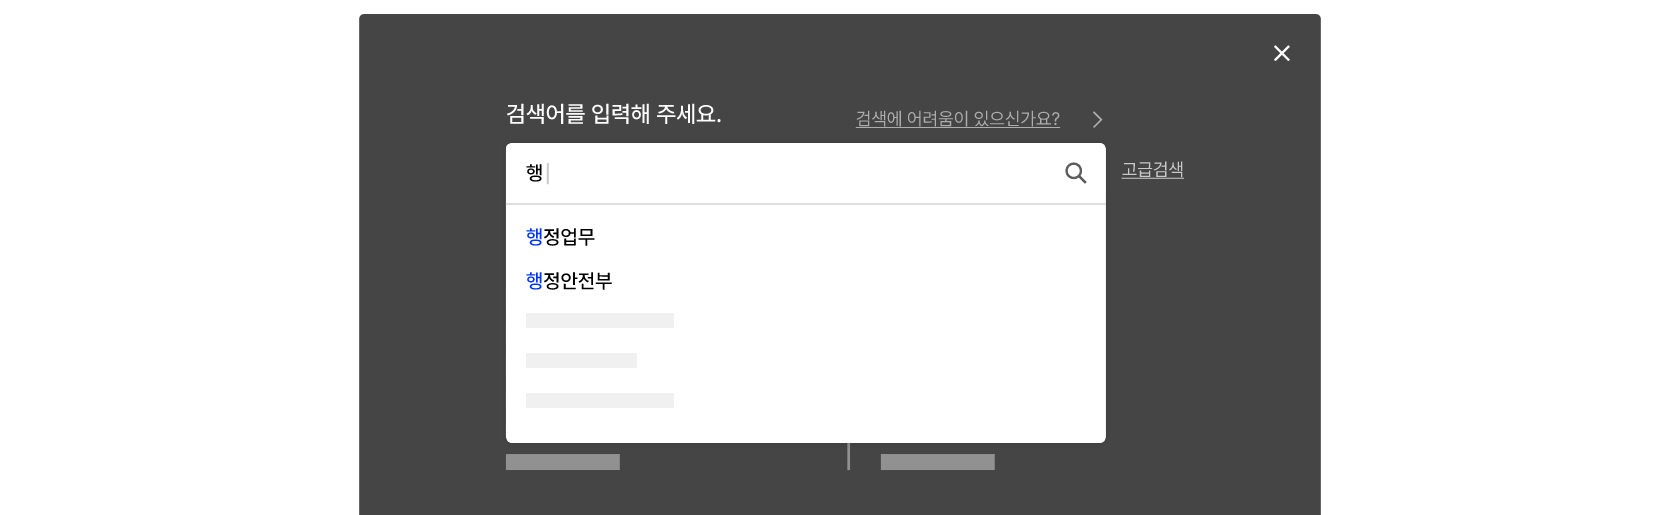 검색어를 입력해 주세요.
검색에 어려움이 있으신가요?
행
고급검색
행정업무
행정안전부